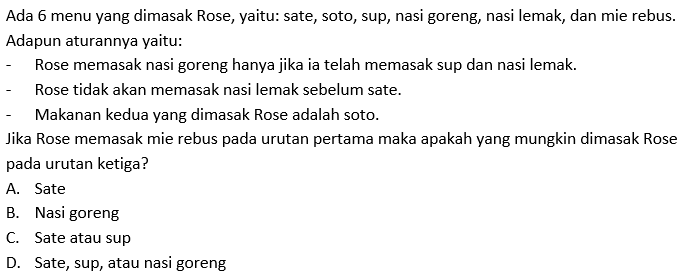 Ada 6 menu yang dimasak Rose, yaitu: sate, soto, sup, nasi goreng, nasi lemak, dan mie rebus.
Adapun aturannya yaitu:
- Rose memasak nasi goreng hanya jika ia telah memasak sup dan nasi lemak.
- Rose tidak akan memasak nasi lemak sebelum sate.
- Makanan kedua yang dimasak Rose adalah soto.
Jika Rose memasak mie rebus pada urutan pertama maka apakah yang mungkin dimasak Rose
pada urutan ketiga?
A. Sate
B. Nasi goreng
C. Sate atau sup
D. Sate, sup, atau nasi goreng